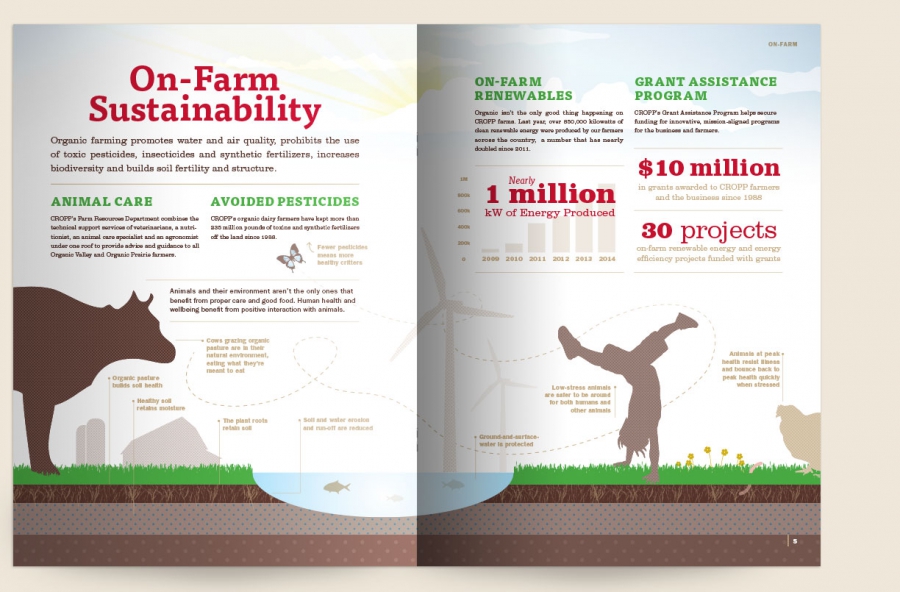 On-Farm
Sustainability
Organic farming promotes water and air quality, prohibits the use
of toxic pesticides, insecticides and synthetic fertilizers, increases
biodiversity and builds soil fertility and structure.
ANIMAL CARE
CROPP's Farm Resources Department combines the
technical support services of veterinarians, a nutri-
tionist, an animal care specialist and an agronomist
under one roof to provide advice and guidance to all
Organic Valley and Organic Prairie farmers.
AVOIDED PESTICIDES
CROPP's organic dairy farmers have kept more than
235 million pounds of toxins and synthetic fertilizers
off the land since 1988.
Fewer pesticides
means more
healthy critters
Animals and their environment aren't the only ones that
benefit from proper care and good food. Human health and
wellbeing benefit from positive interaction with animals.
Cows grazing organic
pasture are in their
natural environment,
eating what they're
meant to eat
Organic pasture
builds soil health
Healthy soil
retains moisture
The plant roots
retain soil
Soil and water erosion
and run-off are reduced
ON-FARM
ON-FARM
RENEWABLES
Organic isn't the only good thing happening on
CROPP farms. Last year, over 850,000 kilowatts of
clean renewable energy were produced by our farmers
across the country, a number that has nearly
doubled since 2011.
1M
800k
600k
400k
200k
0
Nearly
1 million
kW of Energy Produced
2009 2010 2011 2012 2013 2014
GRANT ASSISTANCE
PROGRAM
CROPP's Grant Assistance Program helps secure
funding for innovative, mission-aligned programs
for the business and farmers.
$10 million
in grants awarded to CROPP farmers
and the business since 1988
30 projects
on-farm renewable energy and energy
efficiency projects funded with grants
Low-stress animals
are safer to be around
for both humans and
other animals
Animals at peak
health resist illness
and bounce back to
peak health quickly
when stressed
Ground-and-surface-
water is protected
5